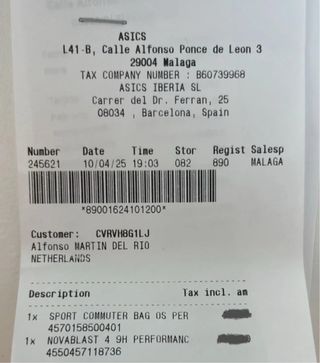 ASICS
L41-B, Calle Alfonso Ponce de Leon 3
29004 Malaga
TAX COMPANY NUMBER : B60739968
ASICS IBERIA SL
Carrer del Dr. Ferran, 25
08034 , Barcelona, Spain
Number Date Time Stor Regist Salesp
245621 10/04/25 19:03 082 890 MALAGA
*89001624101200*
Customer: CVRVH8G1LJ
Alfonso MARTIN DEL RIO
NETHERLANDS
Description Tax incl. am
1x SPORT COMMUTER BAG OS PER
4570158500401
1x NOVABLAST 4 9H PERFORMANC
4550457118736